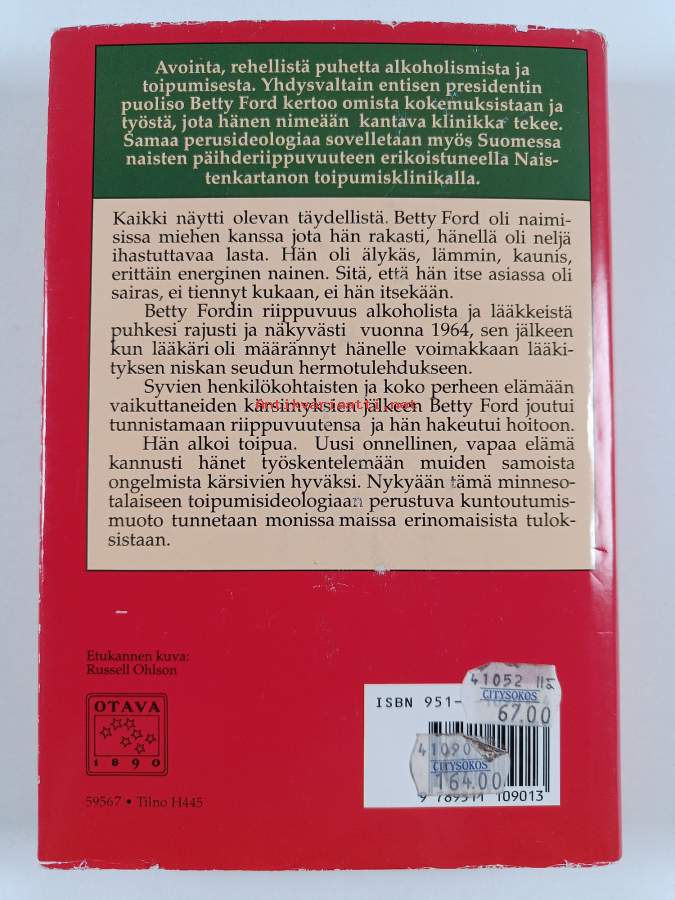 Avointa, rehellistä puhetta alkoholismista ja
toipumisesta. Yhdysvaltain entisen presidentin
puoliso Betty Ford kertoo omista kokemuksistaan ja
työstä, jota hänen nimeään kantava klinikka tekee.
Samaa perusideologiaa sovelletaan myös Suomessa
naisten päihderiippuvuuteen erikoistuneella Nais-
tenkartanon toipumisklinikalla.
Kaikki näytti olevan täydellistä. Betty Ford oli naimi-
sissa miehen kanssa jota hän rakasti, hänellä oli neljä
ihastuttavaa lasta. Hän oli älykäs, lämmin, kaunis,
erittäin energinen nainen. Sitä, että hän itse asiassa oli
sairas, ei tiennyt kukaan, ei hän itsekään.
Betty Fordin riippuvuus alkoholista ja lääkkeistä
puhkesi rajusti ja näkyvästi vuonna 1964, sen jälkeen
kun lääkäri oli määrännyt hänelle voimakkaan lääki-
tyksen niskan seudun hermotulehdukseen.
Syvien henkilökohtaisten ja koko perheen elämään
vaikuttaneiden kärsimyksien jälkeen Betty Ford joutui
tunnistamaan riippuvuutensa ja hän hakeutui hoitoon.
Hän alkoi toipua. Uusi onnellinen, vapaa elämä
kannusti hänet työskentelemään muiden samoista
ongelmista kärsivien hyväksi. Nykyään tämä minneso-
talaiseen toipumisideologiaan perustuva kuntoutumis-
muoto tunnetaan monissa maissa erinomaisista tulok-
sistaan.
Antikvariaatti.net
Etukannen kuva:
Russell Ohlson
OTAVA
1890
59567 • Tilno H445
ISBN 951-
41052 115
CITYSOKOS
67.00
41090
CITYSOKOS
164.00
9 789511 109013